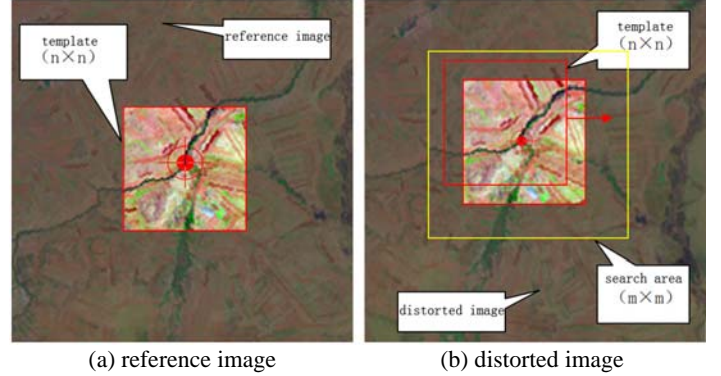 template
(n×n)
reference image
template
(n×n)
search area
(m×m)
distorted image
(a) reference image
(b) distorted image